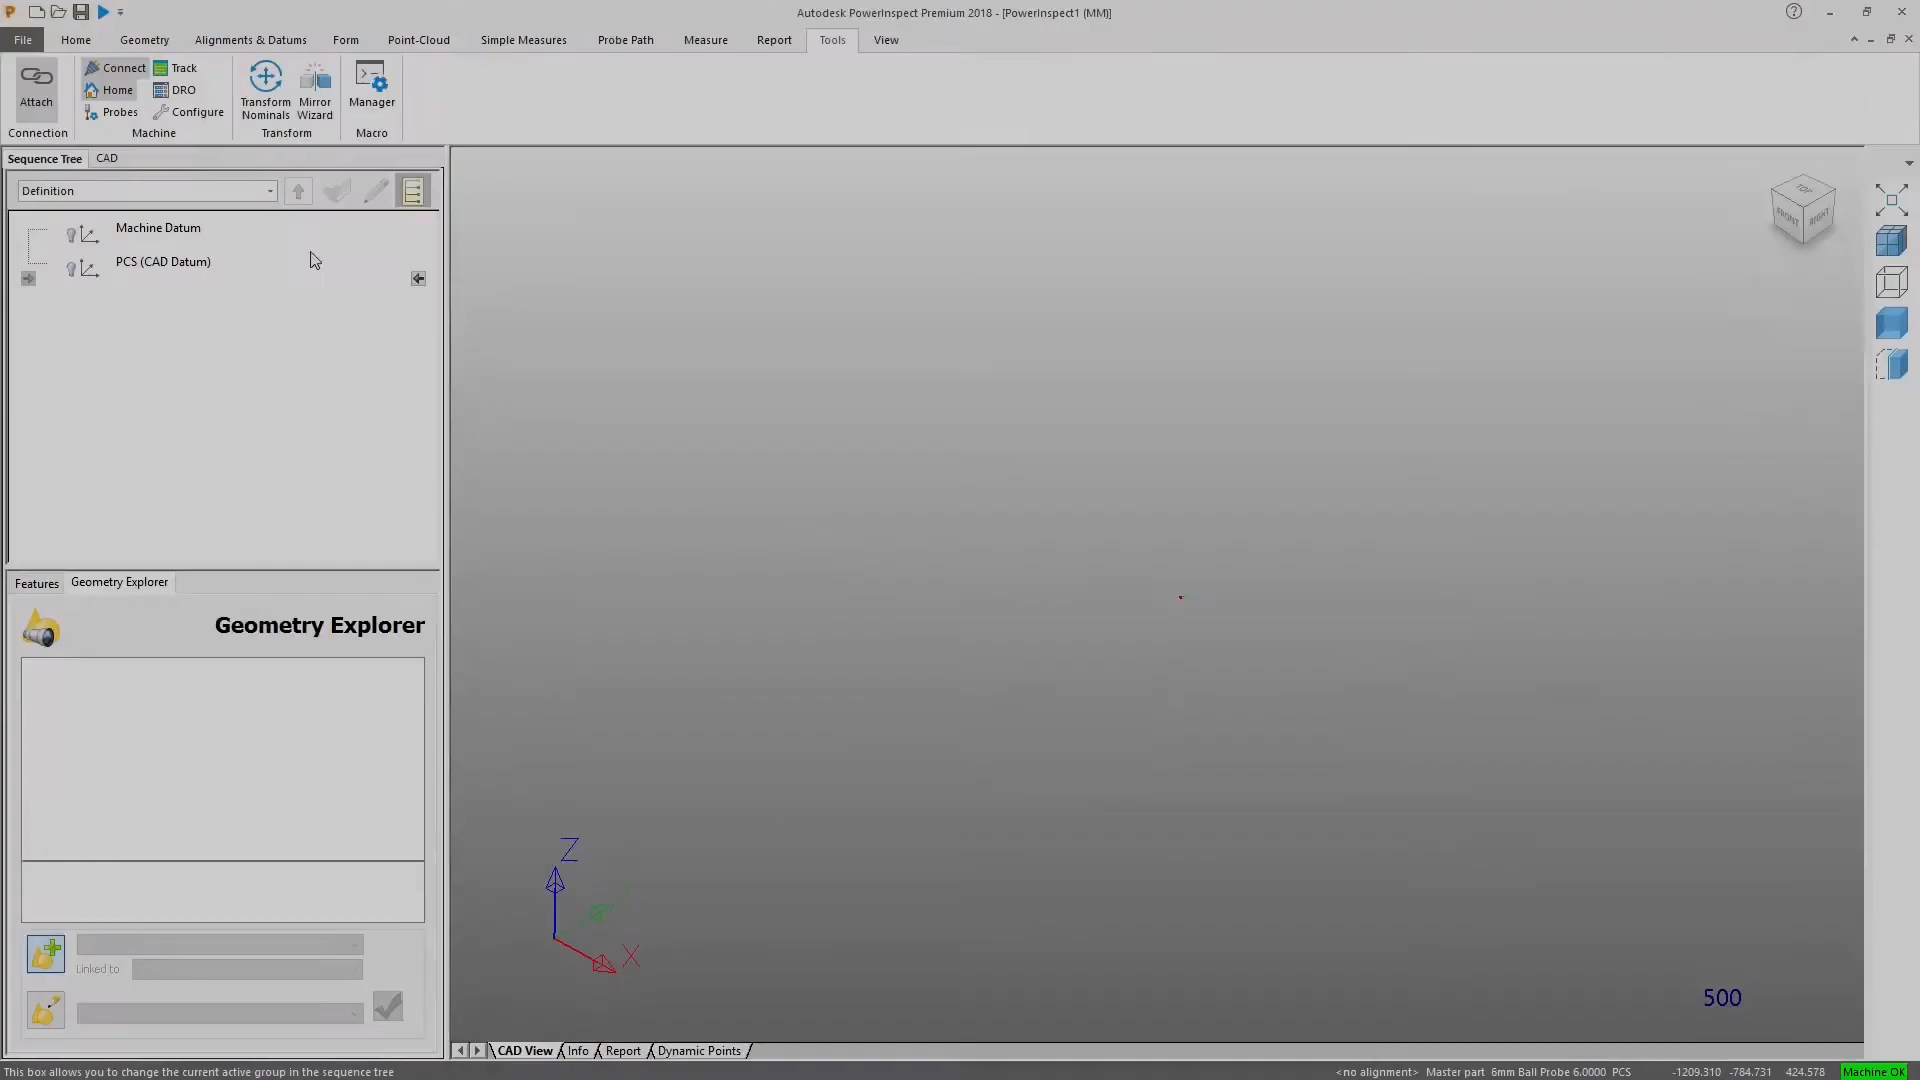 Autodesk PowerInspect Premium 2018 - [PowerInspect1 (MM)]
File Home Geometry Alignments & Datums Form Point-Cloud Simple Measures Probe Path Measure Report Tools View
Attach
Connection
Connect Track
Home DRO
Probes Configure
Machine
Transform Nominals
Mirror Wizard
Transform
Manager
Macro
Sequence Tree CAD
Definition
Machine Datum
PCS (CAD Datum)
TOP
FRONT RIGHT
Features Geometry Explorer
Geometry Explorer
Linked to
Z
X
500
CAD View Info Report Dynamic Points
This box allows you to change the current active group in the sequence tree
<no alignment> Master part 6mm Ball Probe 6.0000 PCS -1209.310 -784.731 424.578 Machine OK